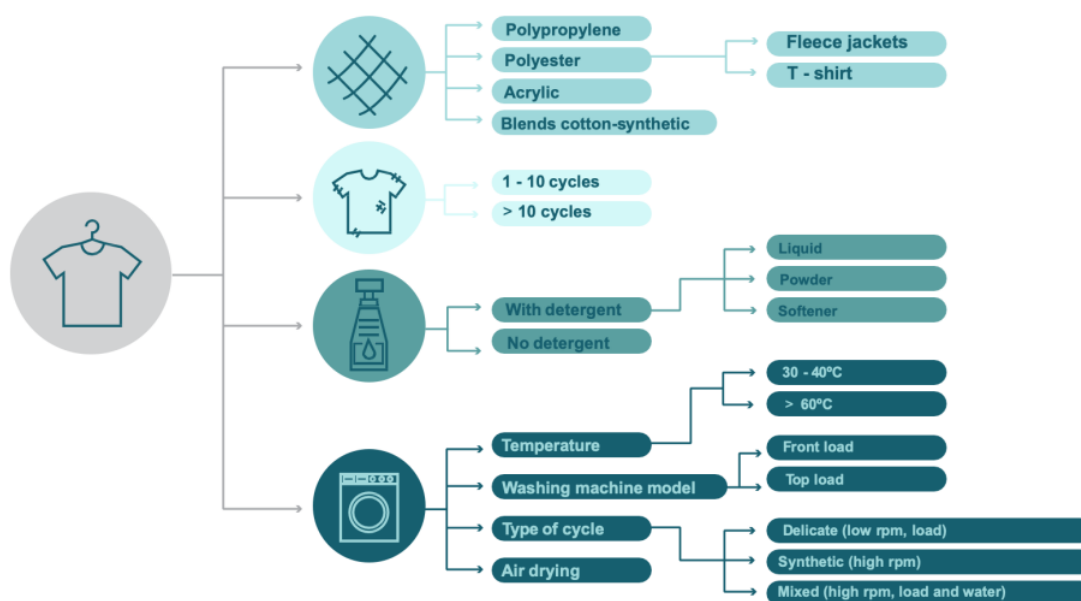 Polypropylene
Polyester
Acrylic
Blends cotton-synthetic
Fleece jackets
T - shirt
1 - 10 cycles
> 10 cycles
With detergent
No detergent
Liquid
Powder
Softener
Temperature
Washing machine model
Type of cycle
Air drying
30 - 40ºC
> 60ºC
Front load
Top load
Delicate (low rpm, load)
Synthetic (high rpm)
Mixed (high rpm, load and water)